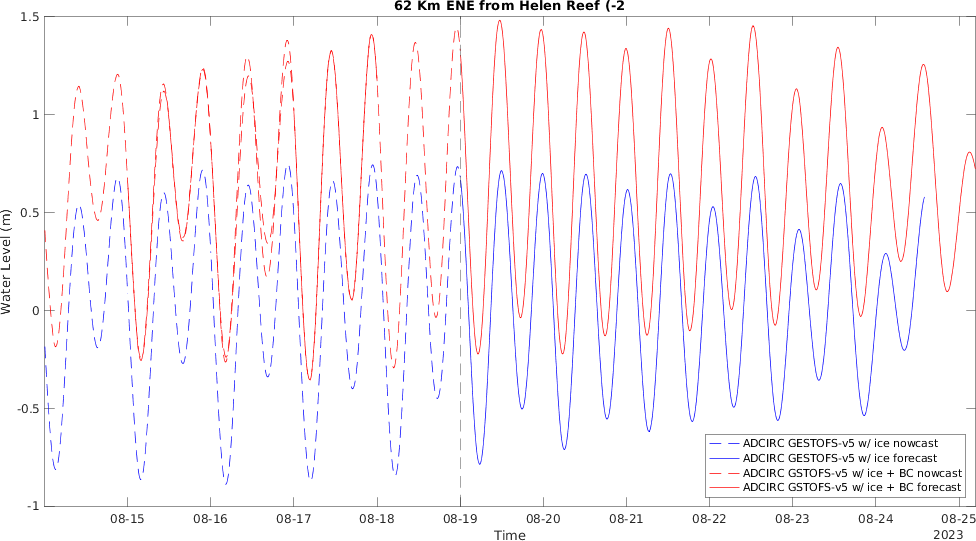 62 Km ENE from Helen Reef (-2
Water Level (m)
1.5
1
0.5
0
-0.5
-1
ADCIRC GESTOFS-v5 w/ ice nowcast
ADCIRC GESTOFS-v5 w/ ice forecast
ADCIRC GSTOFS-v5 w/ ice + BC nowcast
ADCIRC GSTOFS-v5 w/ ice + BC forecast
08-15 08-16 08-17 08-18 08-19 08-20 08-21 08-22 08-23 08-24 08-25
Time 2023